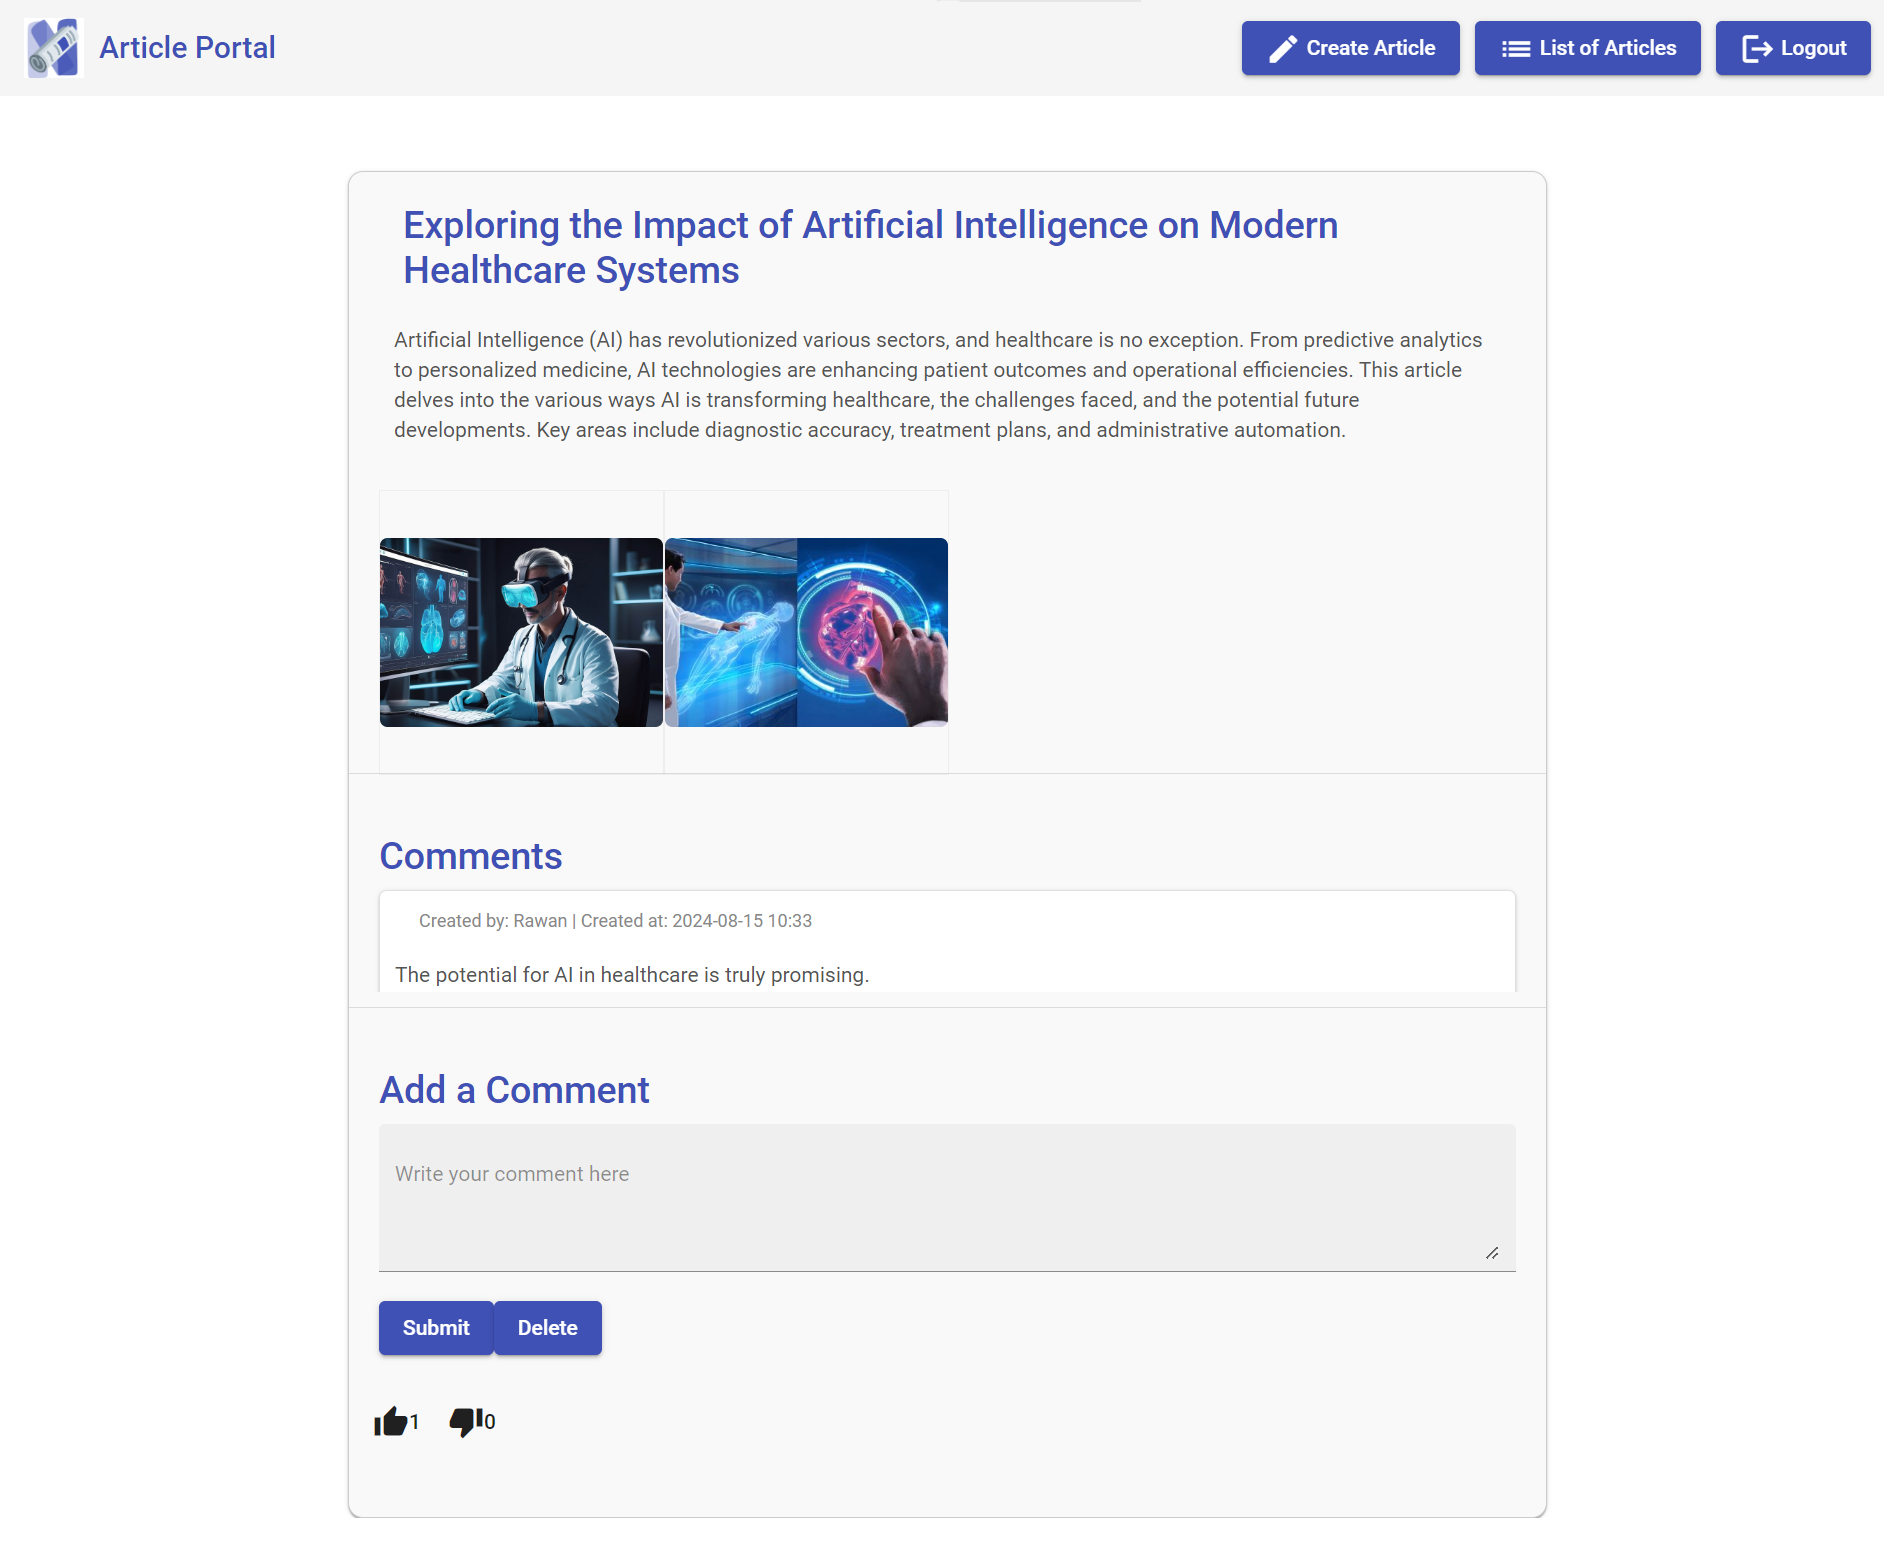 Article Portal
Create Article
List of Articles
Logout
Exploring the Impact of Artificial Intelligence on Modern
Healthcare Systems
Artificial Intelligence (AI) has revolutionized various sectors, and healthcare is no exception. From predictive analytics
to personalized medicine, AI technologies are enhancing patient outcomes and operational efficiencies. This article
delves into the various ways AI is transforming healthcare, the challenges faced, and the potential future
developments. Key areas include diagnostic accuracy, treatment plans, and administrative automation.
Comments
Created by: Rawan | Created at: 2024-08-15 10:33
The potential for AI in healthcare is truly promising.
Add a Comment
Write your comment here
Submit
Delete
1
0